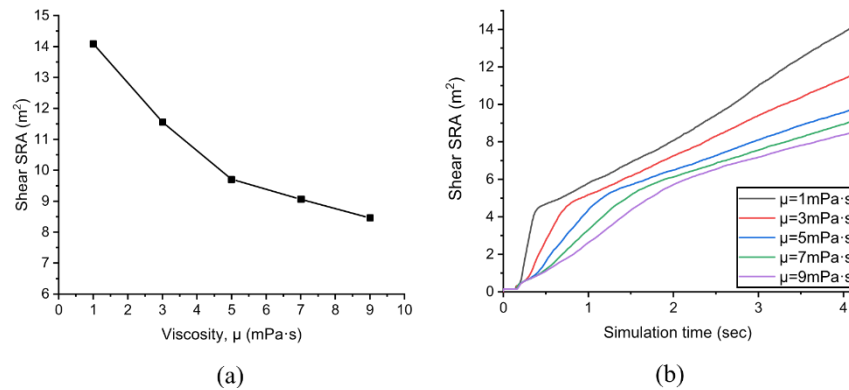 15
14
13
12
11
10
9
8
7
6
0 1 2 3 4 5 6 7 8 9 10
Shear SRA (m²)
Viscosity, μ (mPa·s)
(a)
14
12
10
8
6
4
2
0
0 1 2 3 4
Shear SRA (m²)
Simulation time (sec)
μ=1mPa·s
μ=3mPa·s
μ=5mPa·s
μ=7mPa·s
μ=9mPa·s
(b)